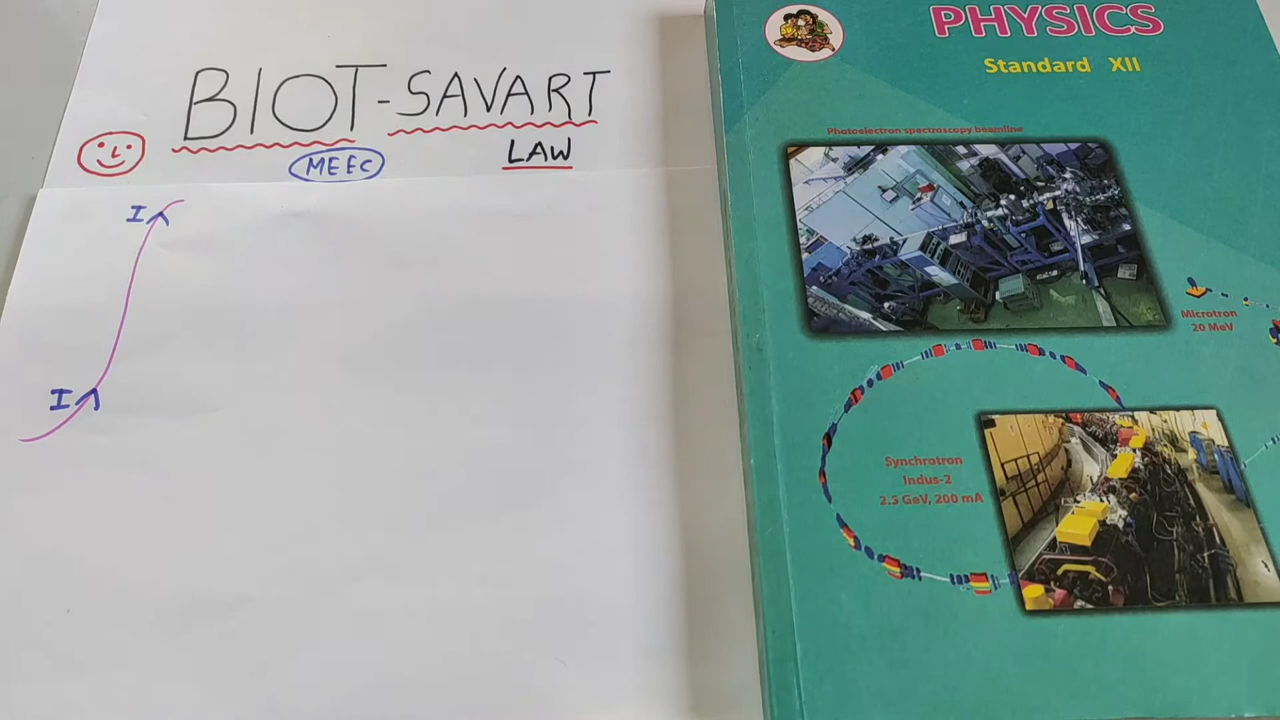 BIOT-SAVART
LAW
MEEC
I
I
PHYSICS
Standard XII
Photoelectron spectroscopy beamline
Microtron
20 MeV
Synchrotron
Indus-2
2.5 GeV, 200 mA